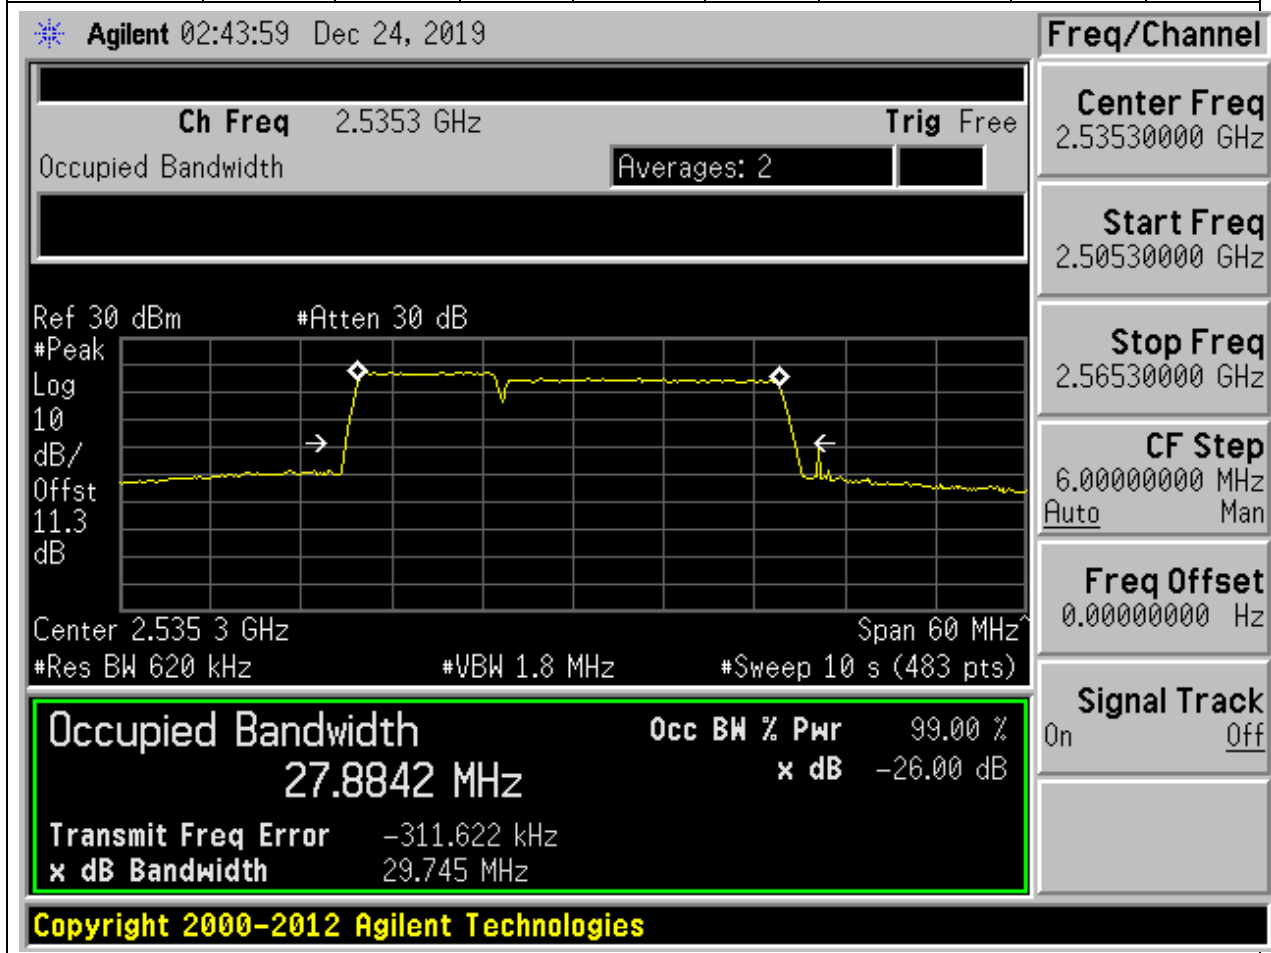 Agilent 02:43:59 Dec 24, 2019
Freq/Channel
Ch Freq 2.5353 GHz Trig Free
Occupied Bandwidth Averages: 2
Center Freq
2.53530000 GHz
Start Freq
2.50530000 GHz
Stop Freq
2.56530000 GHz
CF Step
6.00000000 MHz
Auto Man
Freq Offset
0.00000000 Hz
Signal Track
On Off
Ref 30 dBm #Atten 30 dB
#Peak
Log
10
dB/
Offst
11.3
dB
Center 2.535 3 GHz Span 60 MHz^
#Res BW 620 kHz #VBW 1.8 MHz #Sweep 10 s (483 pts)
Occupied Bandwidth Occ BW % Pwr 99.00 %
27.8842 MHz x dB -26.00 dB
Transmit Freq Error -311.622 kHz
x dB Bandwidth 29.745 MHz
Copyright 2000-2012 Agilent Technologies